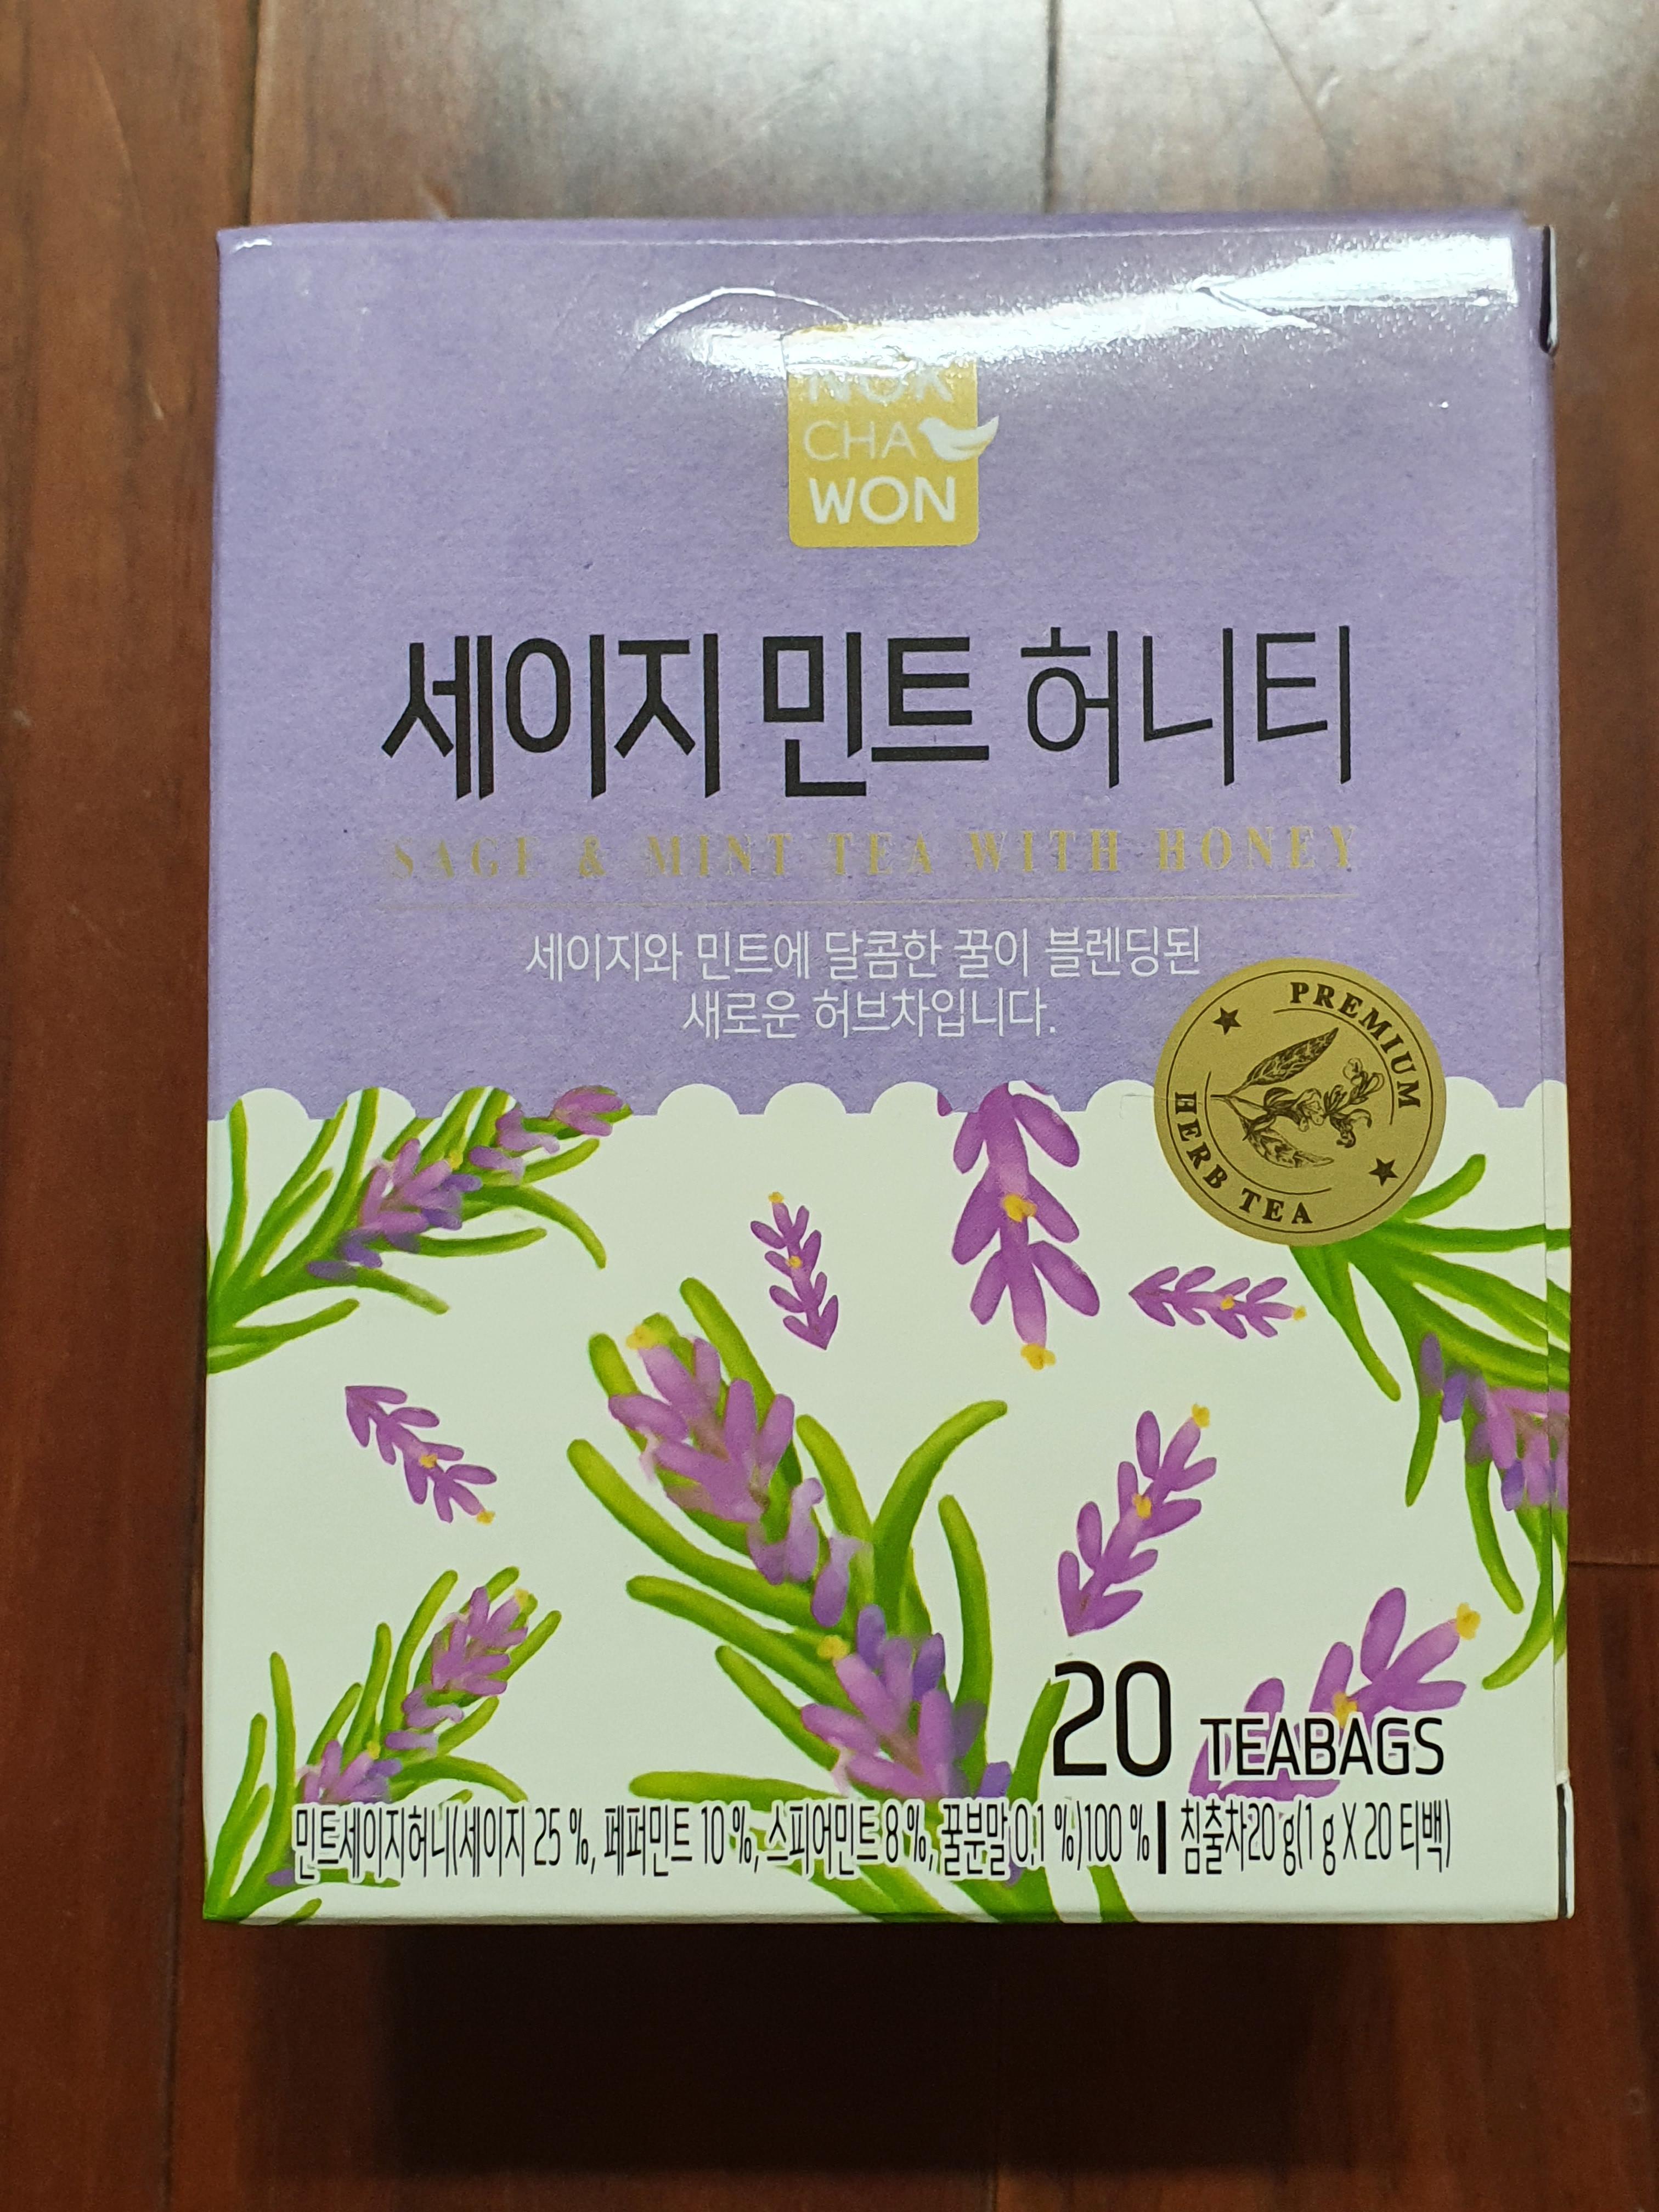 NOK
CHA
WON
세이지 민트 허니티
SAGE & MINT TEA WITH HONEY
세이지와 민트에 달콤한 꿀이 블렌딩된
새로운 허브차입니다.
PREMIUM
HERB TEA
20 TEABAGS
민트세이지허니(세이지 25 %, 페퍼민트 10 %, 스피어민트 8 %, 꿀분말 0.1 %)100 % | 침출차20 g(1 g X 20 티백)